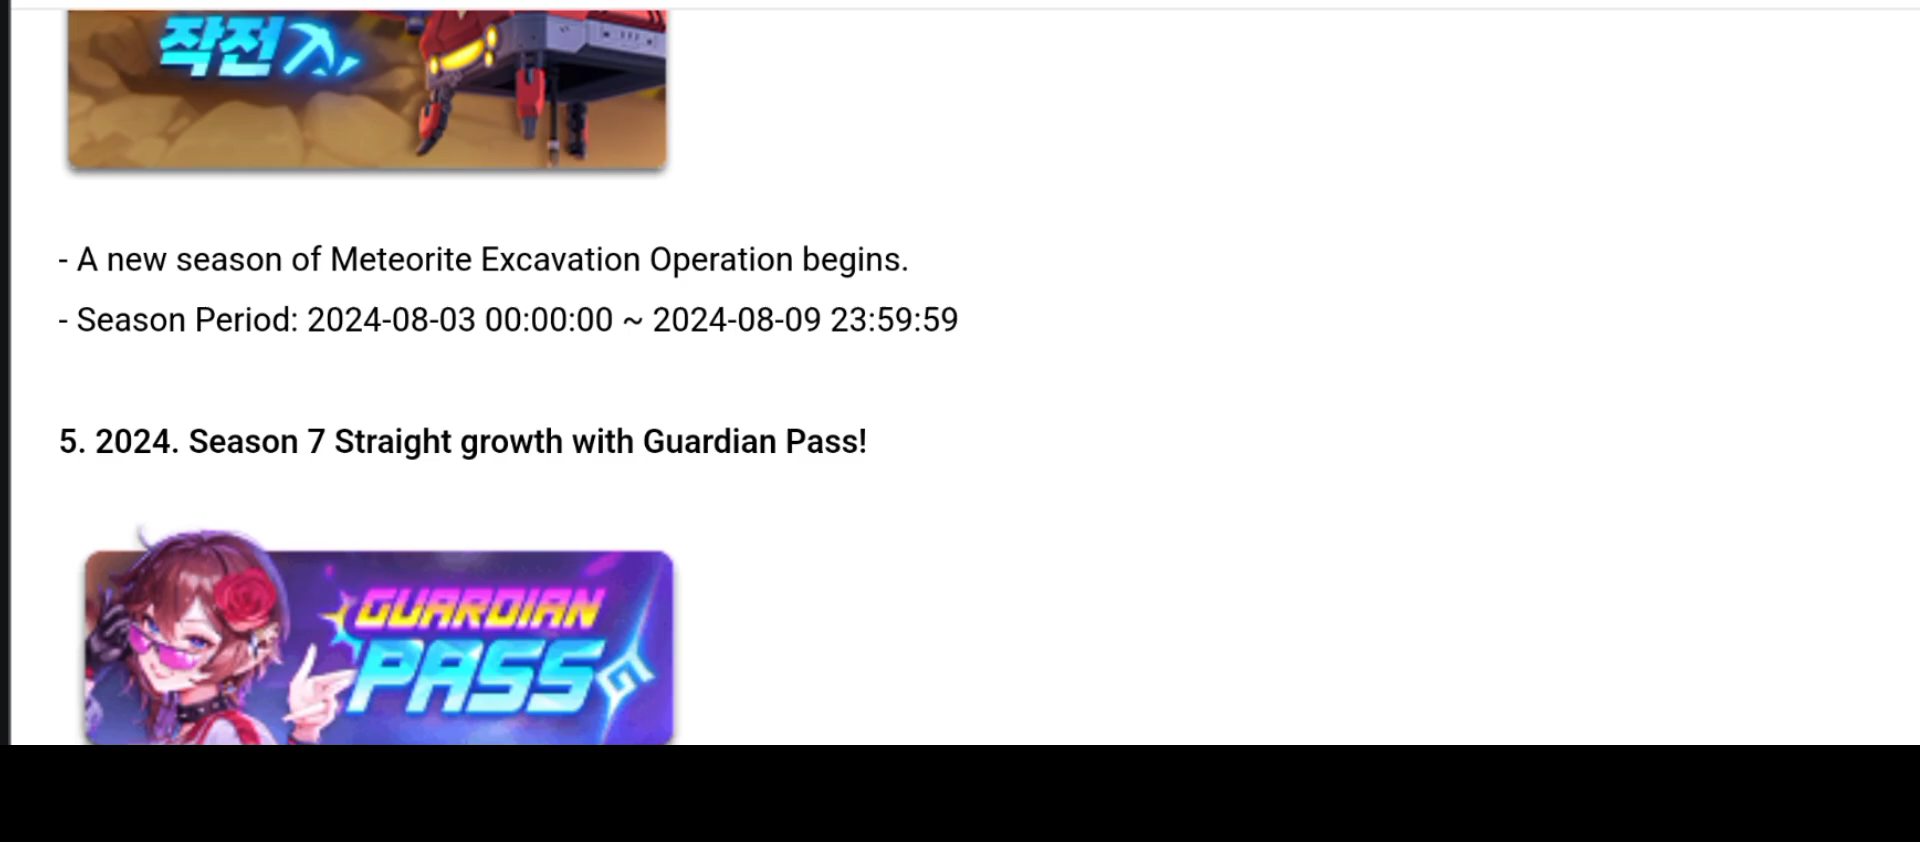 작전
- A new season of Meteorite Excavation Operation begins.
- Season Period: 2024-08-03 00:00:00 ~ 2024-08-09 23:59:59
5. 2024. Season 7 Straight growth with Guardian Pass!
GUARDIAN
PASS